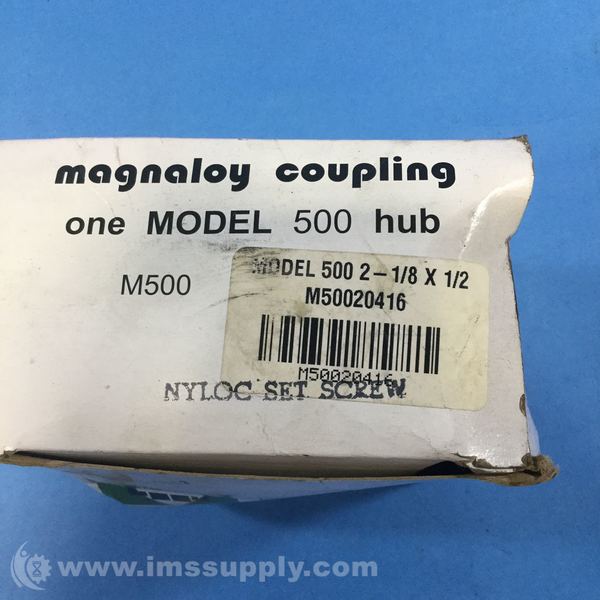 magnaloy coupling
one MODEL 500 hub
M500
MODEL 500 2-1/8 X 1/2
M50020416
M50020416
NYLOC SET SCREW
www.imssupply.com